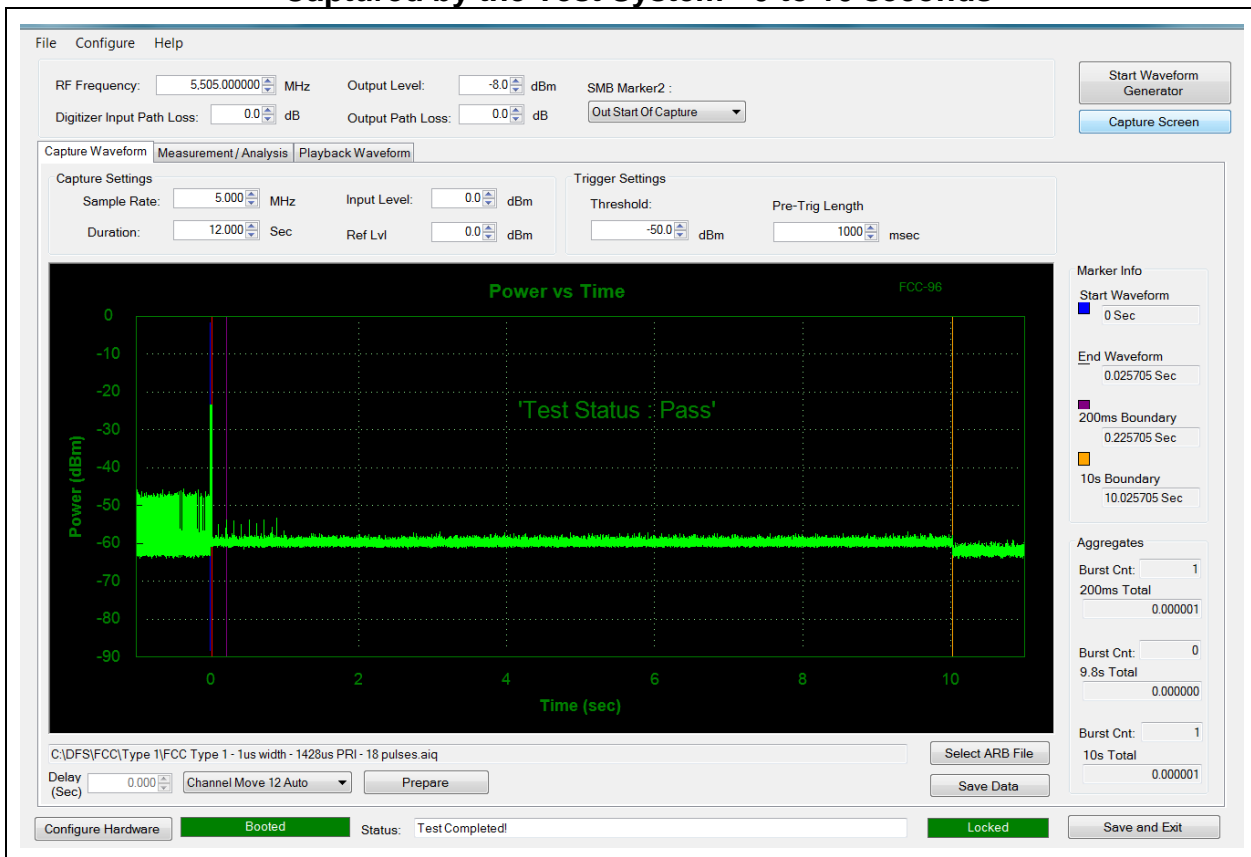 Captured by the Test System - 0 to 10 seconds
File Configure Help
RF Frequency: 5,505.000000 MHz Output Level: -8.0 dBm SMB Marker2 :
Digitizer Input Path Loss: 0.0 dB Output Path Loss: 0.0 dB Out Start Of Capture
Start Waveform Generator
Capture Screen
Capture Waveform Measurement / Analysis Playback Waveform
Capture Settings
Sample Rate: 5.000 MHz Input Level: 0.0 dBm
Duration: 12.000 Sec Ref Lvl 0.0 dBm
Trigger Settings
Threshold: Pre-Trig Length
-50.0 dBm 1000 msec
Power vs Time
FCC-96
0
-10
-20
-30
-40
-50
-60
-70
-80
-90
Power (dBm)
'Test Status : Pass'
0 2 4 6 8 10
Time (sec)
Marker Info
Start Waveform
0 Sec
End Waveform
0.025705 Sec
200ms Boundary
0.225705 Sec
10s Boundary
10.025705 Sec
Aggregates
Burst Cnt: 1
200ms Total
0.000001
Burst Cnt: 0
9.8s Total
0.000000
Burst Cnt: 1
10s Total
0.000001
C:\DFS\FCC\Type 1\FCC Type 1 - 1us width - 1428us PRI - 18 pulses.aiq
Select ARB File
Delay (Sec) 0.000 Channel Move 12 Auto Prepare
Save Data
Configure Hardware Booted Status: Test Completed! Locked Save and Exit